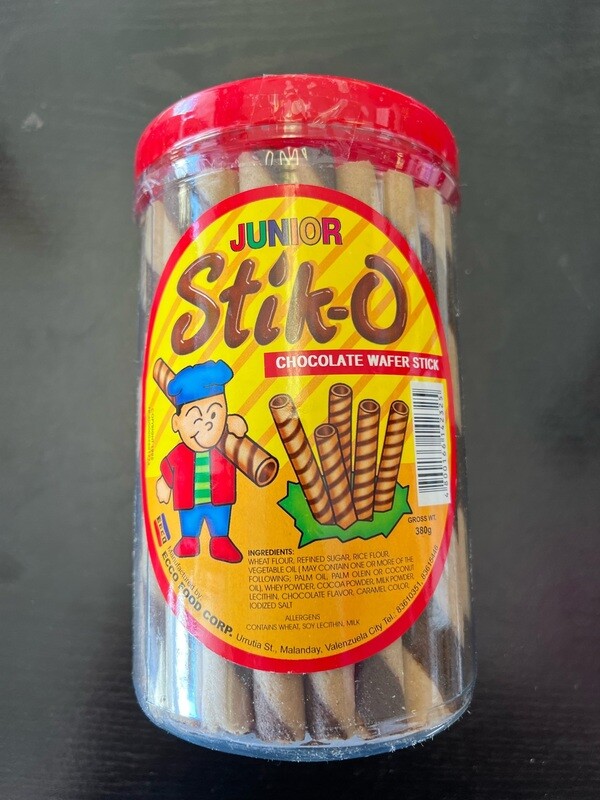 JUNIOR
Stik-O
CHOCOLATE WAFER STICK
GROSS WT.
380g
INGREDIENTS:
WHEAT FLOUR, REFINED SUGAR, RICE FLOUR,
VEGETABLE OIL ( MAY CONTAIN ONE OR MORE OF THE
FOLLOWING: PALM OIL, PALM OLEIN OR COCONUT
OIL), WHEY POWDER, COCOA POWDER, MILK POWDER,
LECITHIN, CHOCOLATE FLAVOR, CARAMEL COLOR,
IODIZED SALT
ALLERGENS
CONTAINS WHEAT, SOY LECITHIN, MILK
Manufactured by
ECCO FOOD CORP. Urrutia St., Malanday, Valenzuela City Tel.: